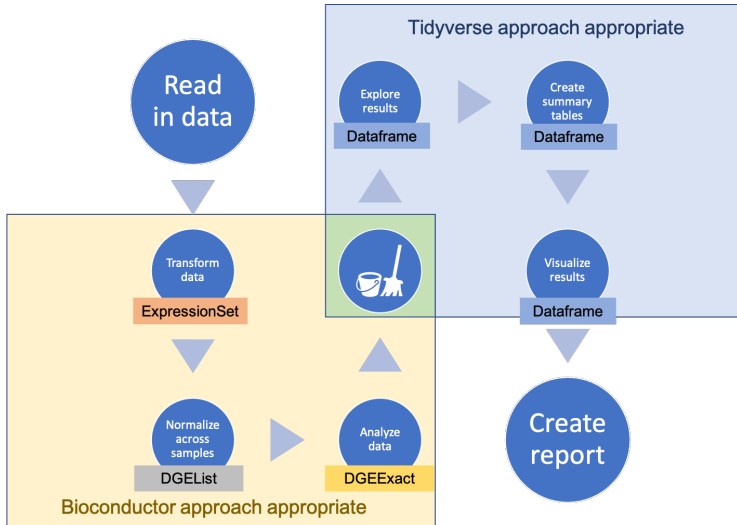 Tidyverse approach appropriate
Read
in data
Explore
results
Dataframe
Create
summary
tables
Dataframe
Transform
data
ExpressionSet
Visualize
results
Dataframe
Normalize
across
samples
DGEList
Analyze
data
DGEExact
Create
report
Bioconductor approach appropriate